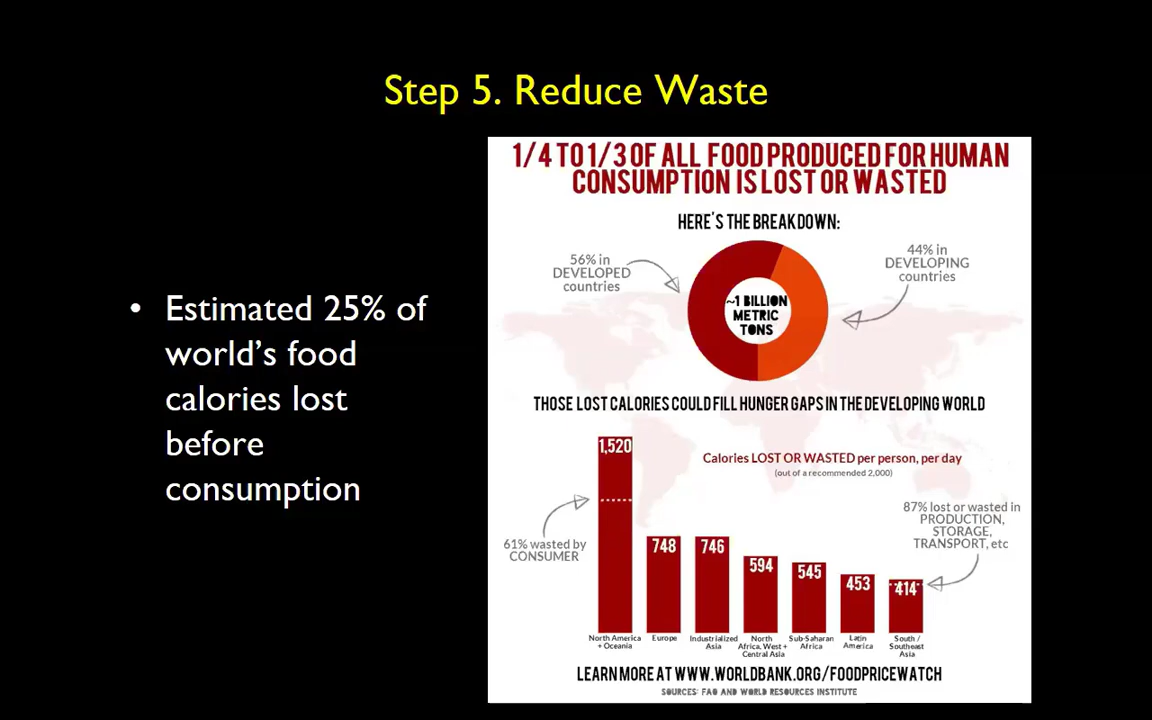 Step 5. Reduce Waste
• Estimated 25% of
world's food
calories lost
before
consumption
1/4 TO 1/3 OF ALL FOOD PRODUCED FOR HUMAN
CONSUMPTION IS LOST OR WASTED
HERE'S THE BREAKDOWN:
56% in
DEVELOPED
countries
~1 BILLION
METRIC
TONS
44% in
DEVELOPING
countries
THOSE LOST CALORIES COULD FILL HUNGER GAPS IN THE DEVELOPING WORLD
Calories LOST OR WASTED per person, per day
(out of a recommended 2,000)
61% wasted by
CONSUMER
87% lost or wasted in
PRODUCTION,
STORAGE,
TRANSPORT, etc
1,520
748
746
594
545
453
414
North America
+ Oceania
Europe
Industrialized
Asia
North
Africa, West +
Central Asia
Sub-Saharan
Africa
Latin
America
South /
Southeast
Asia
LEARN MORE AT WWW.WORLDBANK.ORG/FOODPRICEWATCH
SOURCES: FAO AND WORLD RESOURCES INSTITUTE